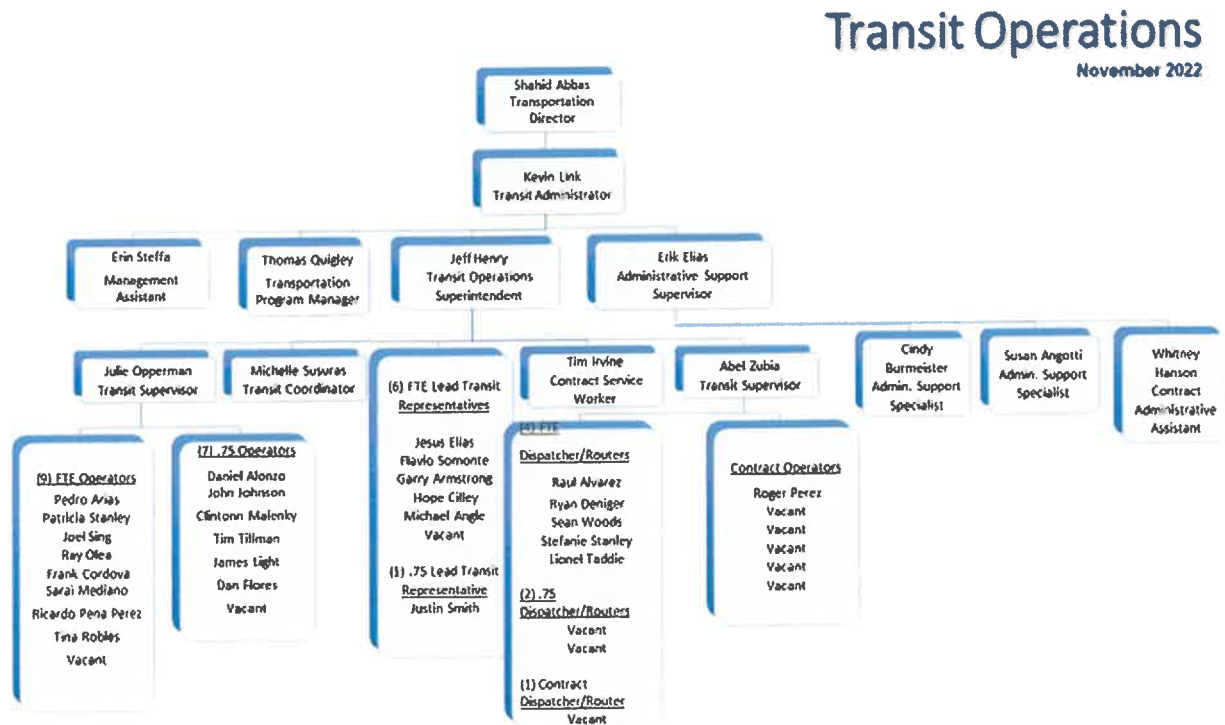 Transit Operations
November 2022
Shahid Abbas
Transportation
Director
Kevin Link
Transit Administrator
Erin Steffa
Management
Assistant
Thomas Quigley
Transportation
Program Manager
Jeff Henry
Transit Operations
Superintendent
Erik Elias
Administrative Support
Supervisor
Julie Opperman
Transit Supervisor
Michelle Susuras
Transit Coordinator
(6) FTE Lead Transit
Representatives
Jesus Elias
Flavio Somonte
Garry Armstrong
Hope Cilley
Michael Angle
Vacant
(1) .75 Lead Transit
Representative
Justin Smith
Tim Irvine
Contract Service
Worker
Abel Zubia
Transit Supervisor
Cindy
Burmeister
Admin. Support
Specialist
Susan Angotti
Admin. Support
Specialist
Whitney
Hanson
Contract
Administrative
Assistant
(9) FTE Operators
Pedro Arias
Patricia Stanley
Joel Sing
Ray Olea
Frank Cordova
Sarai Mediano
Ricardo Pena Perez
Tina Robles
Vacant
(7) .75 Operators
Daniel Alonzo
John Johnson
Clintonn Malenky
Tim Tillman
James Light
Dan Flores
Vacant
FTE
Dispatcher/Routers
Raul Alvarez
Ryan Deniger
Sean Woods
Stefanie Stanley
Lionel Taddie
(2) .75
Dispatcher/Routers
Vacant
Vacant
(1) Contract
Dispatcher/Router
Vacant
Contract Operators
Roger Perez
Vacant
Vacant
Vacant
Vacant
Vacant